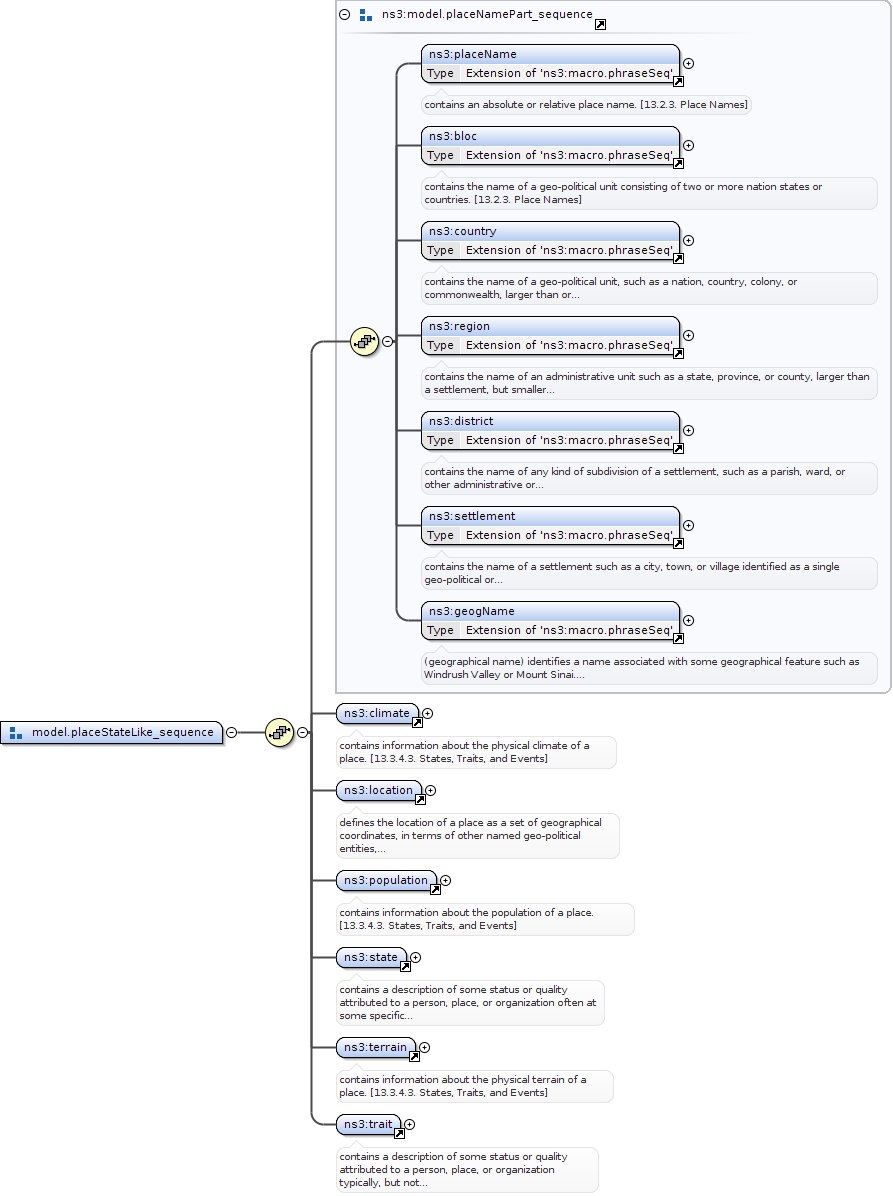 ns3:model.placeNamePart_sequence
ns3:placeName
Type Extension of 'ns3:macro.phraseSeq'
contains an absolute or relative place name. [13.2.3. Place Names]
ns3:bloc
Type Extension of 'ns3:macro.phraseSeq'
contains the name of a geo-political unit consisting of two or more nation states or
countries. [13.2.3. Place Names]
ns3:country
Type Extension of 'ns3:macro.phraseSeq'
contains the name of a geo-political unit, such as a nation, country, colony, or
commonwealth, larger than or...
ns3:region
Type Extension of 'ns3:macro.phraseSeq'
contains the name of an administrative unit such as a state, province, or county, larger than
a settlement, but smaller...
ns3:district
Type Extension of 'ns3:macro.phraseSeq'
contains the name of any kind of subdivision of a settlement, such as a parish, ward, or
other administrative or...
ns3:settlement
Type Extension of 'ns3:macro.phraseSeq'
contains the name of a settlement such as a city, town, or village identified as a single
geo-political or...
ns3:geogName
Type Extension of 'ns3:macro.phraseSeq'
(geographical name) identifies a name associated with some geographical feature such as
Windrush Valley or Mount Sinai....
model.placeStateLike_sequence
ns3:climate
contains information about the physical climate of a
place. [13.3.4.3. States, Traits, and Events]
ns3:location
defines the location of a place as a set of geographical
coordinates, in terms of other named geo-political
entities,...
ns3:population
contains information about the population of a place.
[13.3.4.3. States, Traits, and Events]
ns3:state
contains a description of some status or quality
attributed to a person, place, or organization often at
some specific...
ns3:terrain
contains information about the physical terrain of a
place. [13.3.4.3. States, Traits, and Events]
ns3:trait
contains a description of some status or quality
attributed to a person, place, or organization
typically, but not...